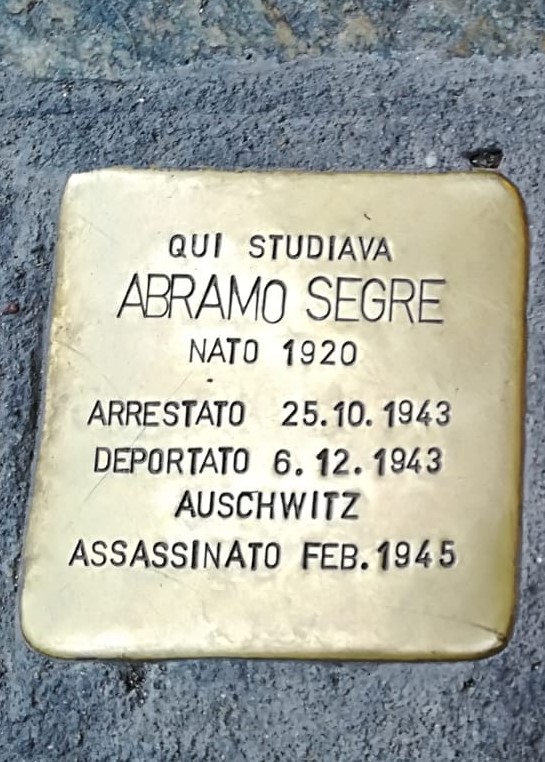 QUI STUDIAVA
ABRAMO SEGRE
NATO 1920
ARRESTATO 25.10.1943
DEPORTATO 6.12.1943
AUSCHWITZ
ASSASSINATO FEB.1945